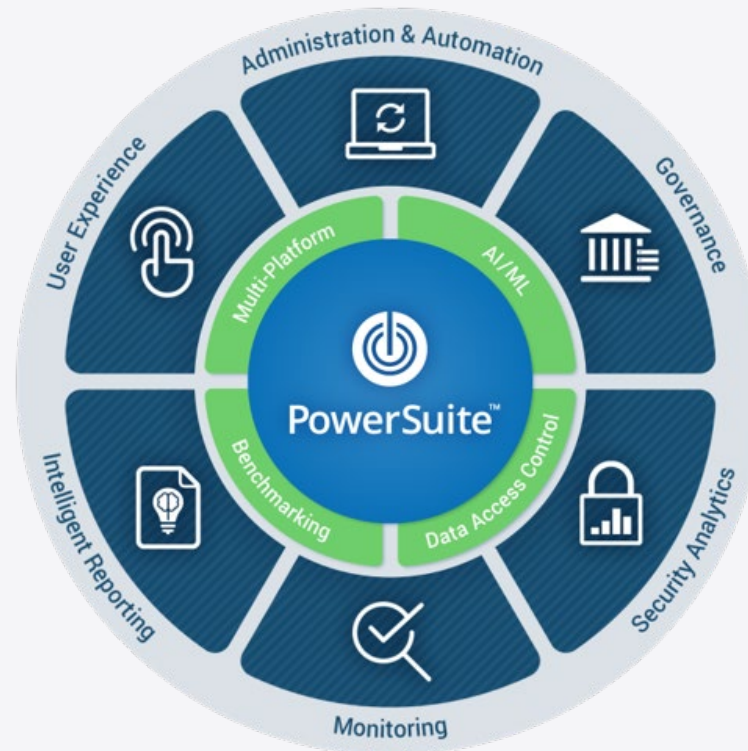 Administration & Automation
Governance
Security Analytics
Monitoring
Intelligent Reporting
User Experience
Multi-Platform
AI/ML
Data Access Control
Benchmarking
PowerSuite™